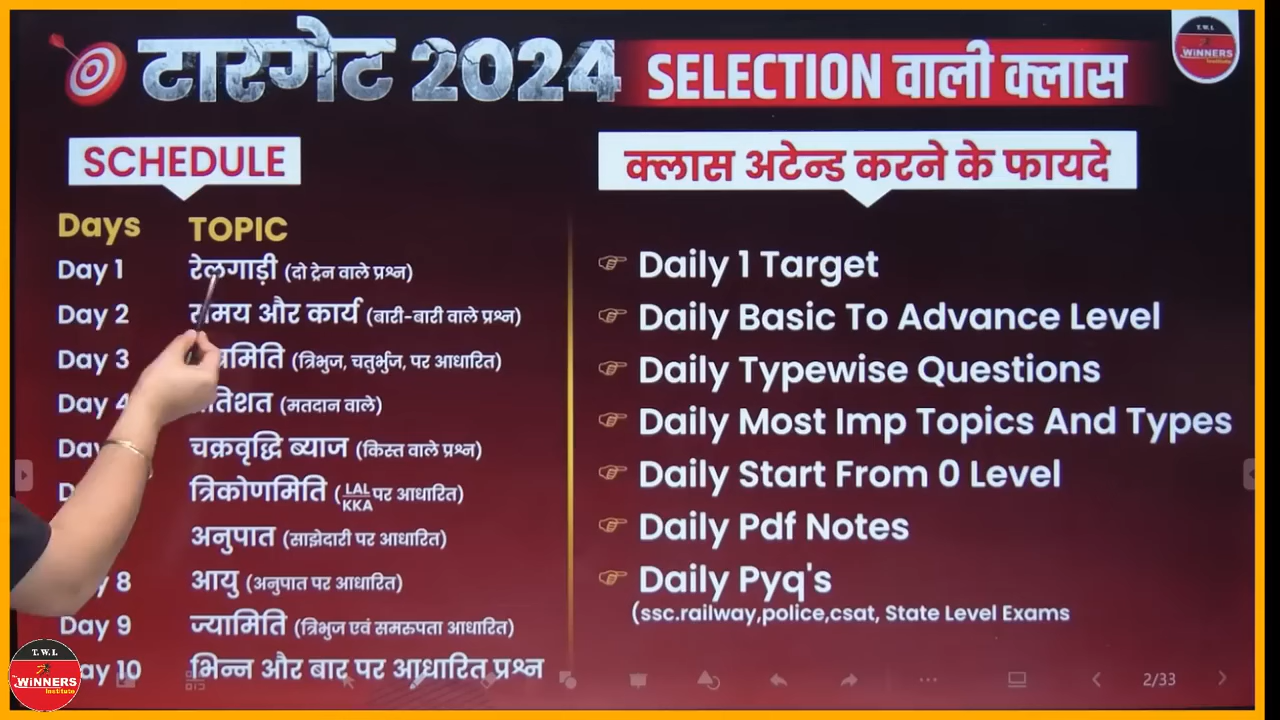 टारगेट 2024 SELECTION वाली क्लास
T.W.I.
WiNNERS
Institute
SCHEDULE
Days TOPIC
Day 1 रेलगाड़ी (दो ट्रेन वाले प्रश्न)
Day 2 समय और कार्य (बारी-बारी वाले प्रश्न)
Day 3 (त्रिभुज, चतुर्भुज, पर आधारित)
Day 4 (मतदान वाले)
चक्रवृद्धि ब्याज (किस्त वाले प्रश्न)
त्रिकोणमिति (LAL/KKA पर आधारित)
अनुपात (साझेदारी पर आधारित)
8 आयु (अनुपात पर आधारित)
Day 9 ज्यामिति (त्रिभुज एवं समरुपता आधारित)
Day 10 भिन्न और बार पर आधारित प्रश्न
क्लास अटेन्ड करने के फायदे
Daily 1 Target
Daily Basic To Advance Level
Daily Typewise Questions
Daily Most Imp Topics And Types
Daily Start From 0 Level
Daily Pdf Notes
Daily Pyq's
(ssc.railway,police,csat, State Level Exams
T.W.I.
WiNNERS
Institute
2/33